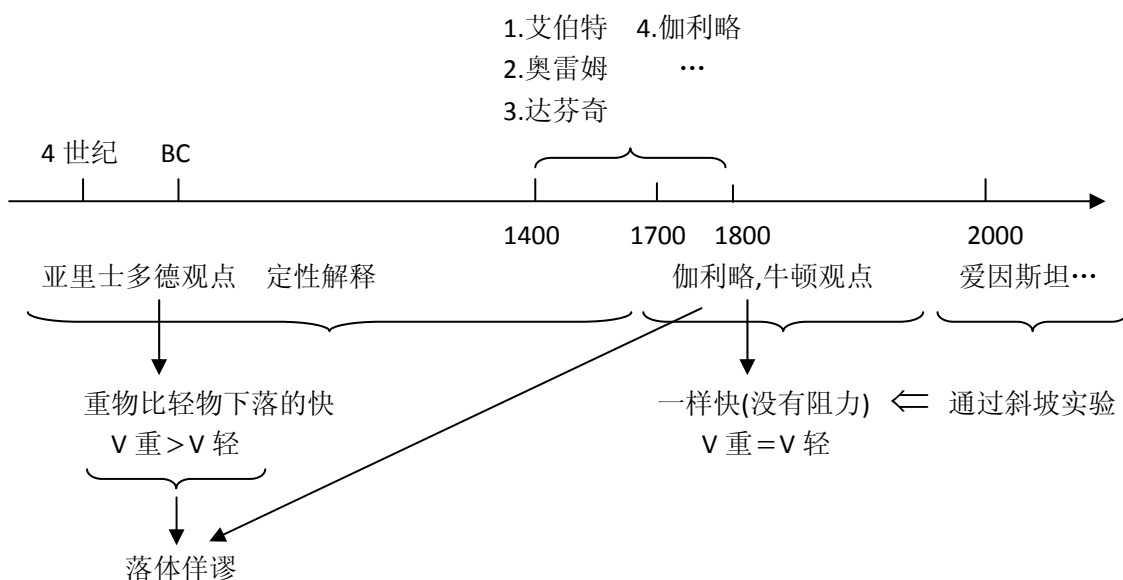 1.艾伯特 4.伽利略
2.奥雷姆 …
3.达芬奇
4 世纪 BC
1400 1700 1800 2000
亚里士多德观点 定性解释 伽利略,牛顿观点 爱因斯坦…
重物比轻物下落的快 一样快(没有阻力) ⇐ 通过斜坡实验
V 重＞V 轻 V 重＝V 轻
落体佯谬